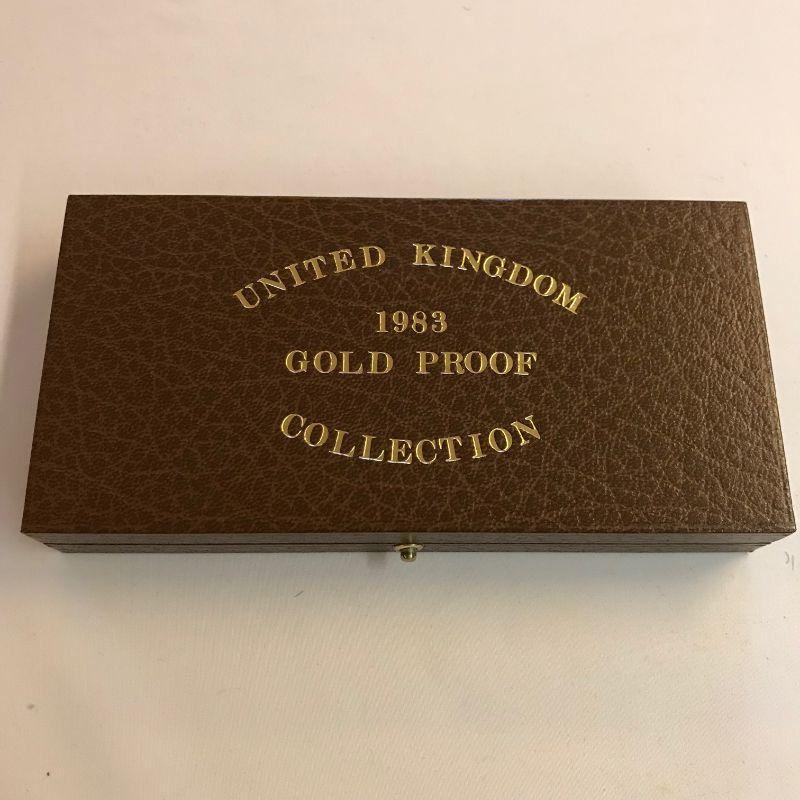 UNITED KINGDOM
1983
GOLD PROOF
COLLECTION